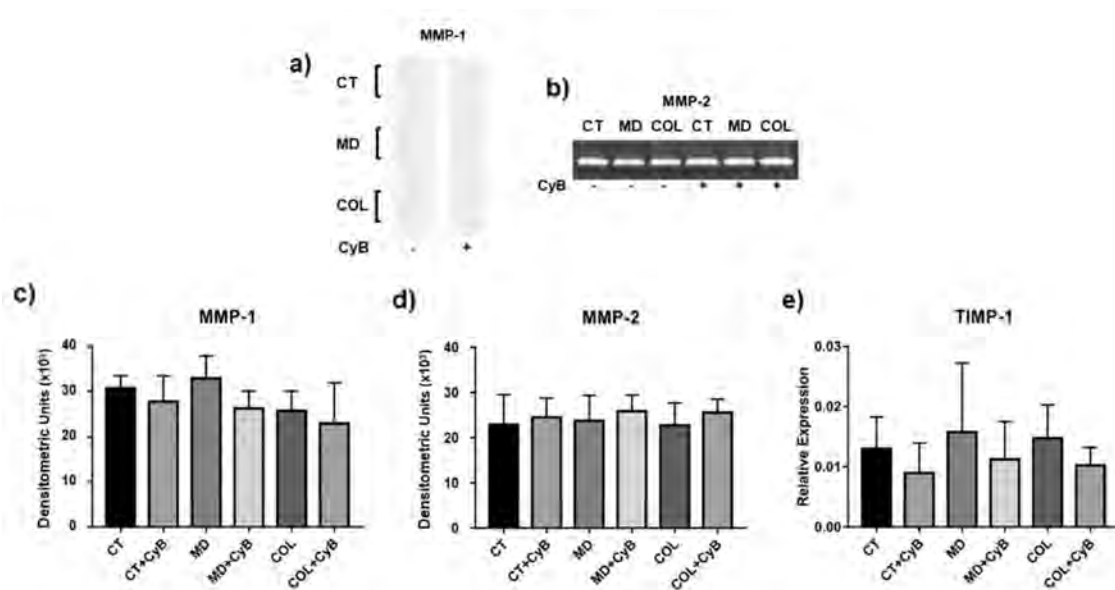 MMP-1
a)
CT
MD
COL
CyB - +
b)
MMP-2
CT MD COL CT MD COL
CyB - - - + + +
c)
MMP-1
Densitometric Units (x10³)
40
30
20
10
0
CT CT+CyB MD MD+CyB COL COL+CyB
d)
MMP-2
Densitometric Units (x10³)
40
30
20
10
0
CT CT+CyB MD MD+CyB COL COL+CyB
e)
TIMP-1
Relative Expression
0.03
0.02
0.01
0.00
CT CT+CyB MD MD+CyB COL COL+CyB